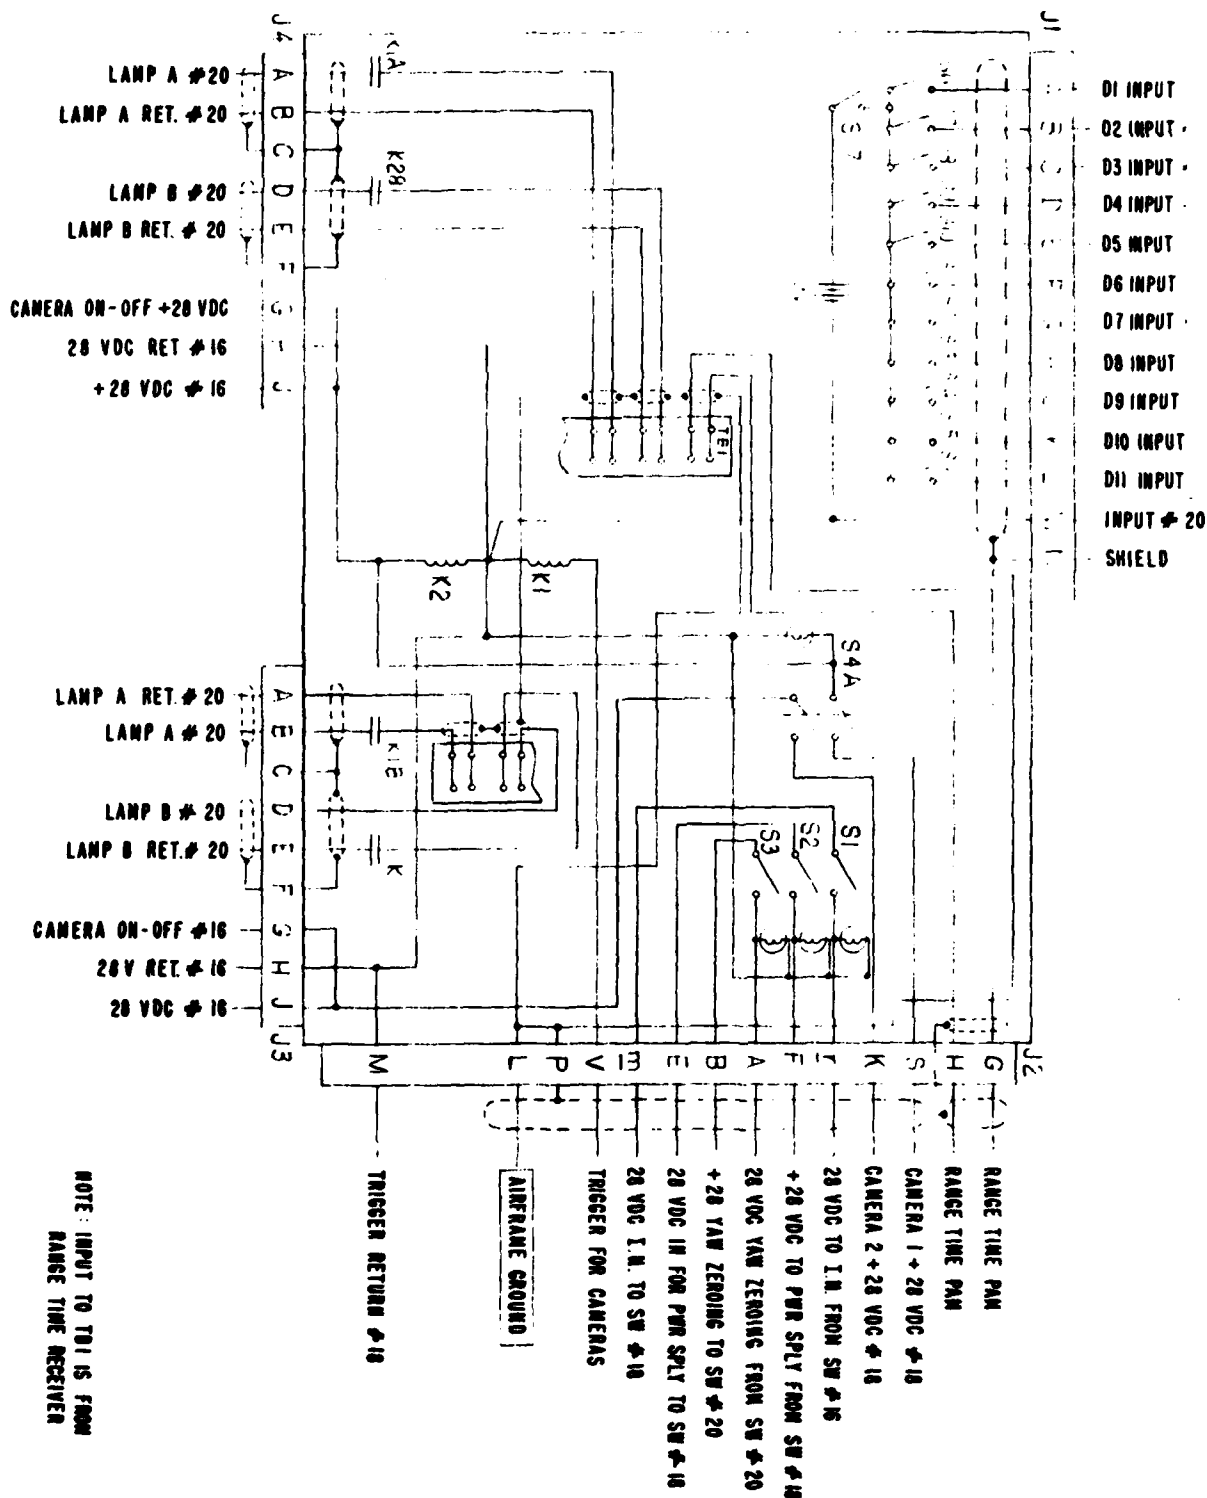 J4
J1
LAMP A #20
A
K1A
LAMP A RET. #20
B
C
LAMP B #20
D
K2B
LAMP B RET. #20
E
F
CAMERA ON-OFF +28 VDC
G
28 VDC RET #16
+28 VDC #16
J
D1 INPUT
D2 INPUT
B
D3 INPUT
C
D4 INPUT
D
D5 INPUT
E
D6 INPUT
F
D7 INPUT
D8 INPUT
D9 INPUT
D10 INPUT
D11 INPUT
INPUT #20
SHIELD
S7
TB1
K2
K1
S4A
LAMP A RET. #20
A
LAMP A #20
K1B
C
LAMP B #20
D
LAMP B RET. #20
E
K
F
CAMERA ON-OFF #16
G
28V RET. #16
H
28 VDC #16
J
J3
S3
S2
S1
J2
M
L
P
V
m
E
B
A
F
r
K
S
H
G
TRIGGER RETURN #18
AIRFRAME GROUND
TRIGGER FOR CAMERAS
28 VDC I.N. TO SW #18
28 VDC IN FOR PWR SPLY TO SW #18
+28 YAW ZEROING TO SW #20
28 VDC YAW ZEROING FROM SW #20
+28 VDC TO PWR SPLY FROM SW #18
28 VDC TO I.N. FROM SW #16
CAMERA 2 +28 VDC #18
CAMERA 1 +28 VDC #18
RANGE TIME PAN
RANGE TIME PAN
NOTE: INPUT TO TB1 IS FROM
RANGE TIME RECEIVER